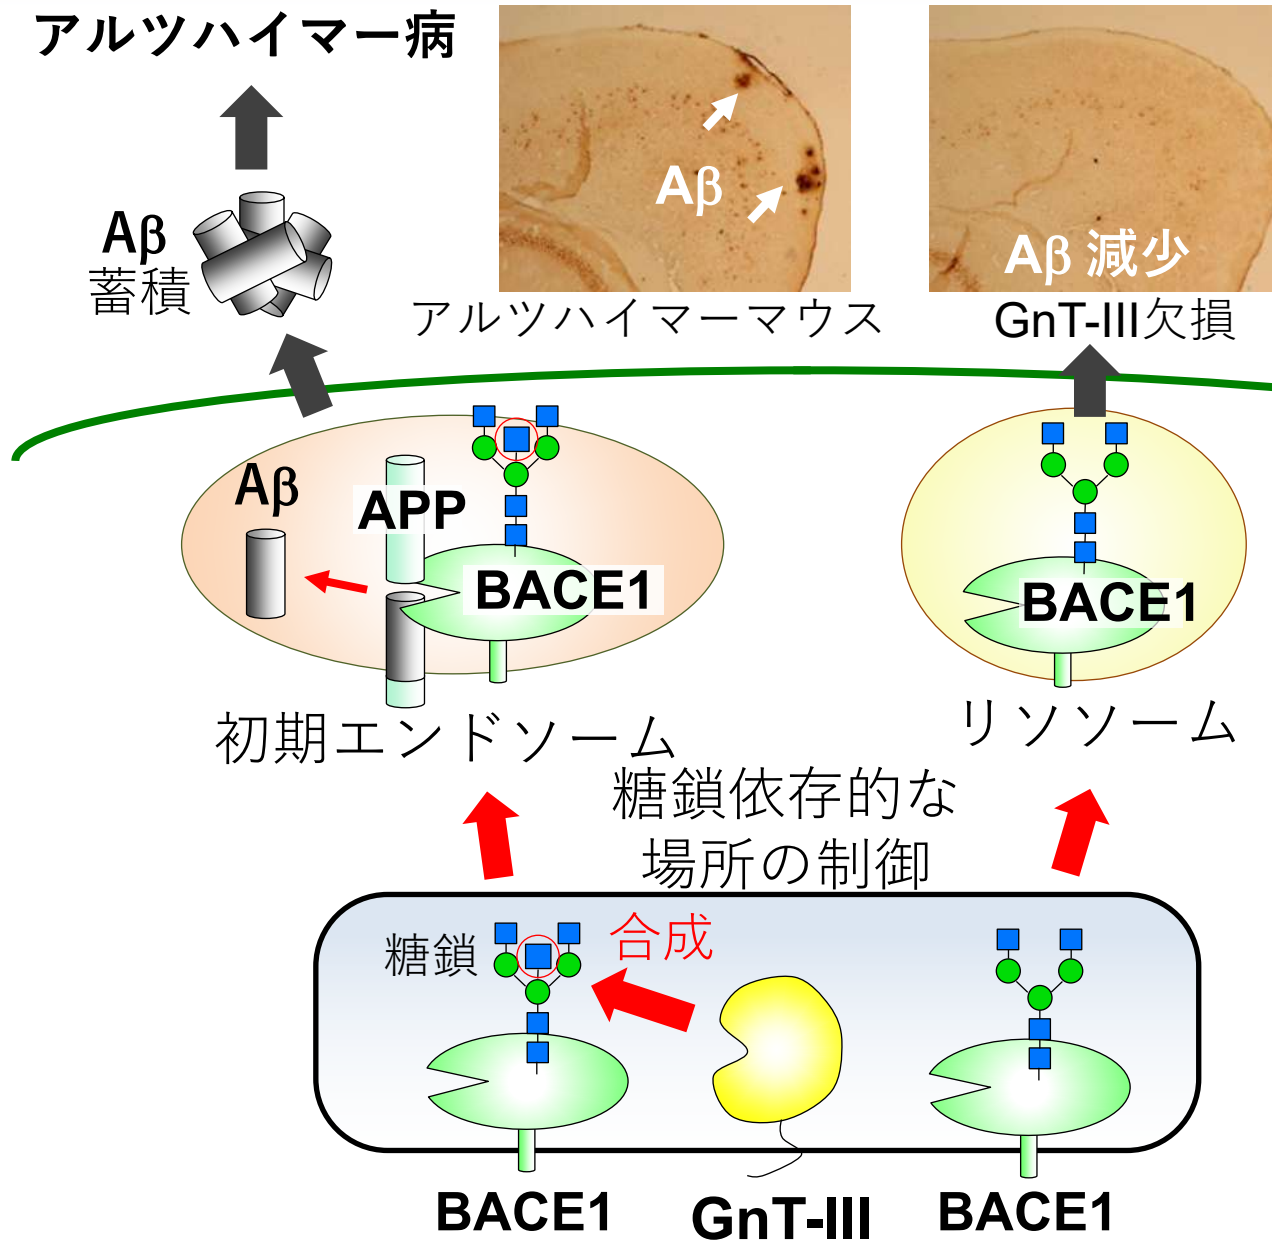 アルツハイマー病
Aβ
蓄積
Aβ
アルツハイマーマウス
Aβ 減少
GnT-III欠損
Aβ
APP
BACE1
初期エンドソーム
BACE1
リソソーム
糖鎖依存的な
場所の制御
糖鎖
合成
BACE1
GnT-III
BACE1